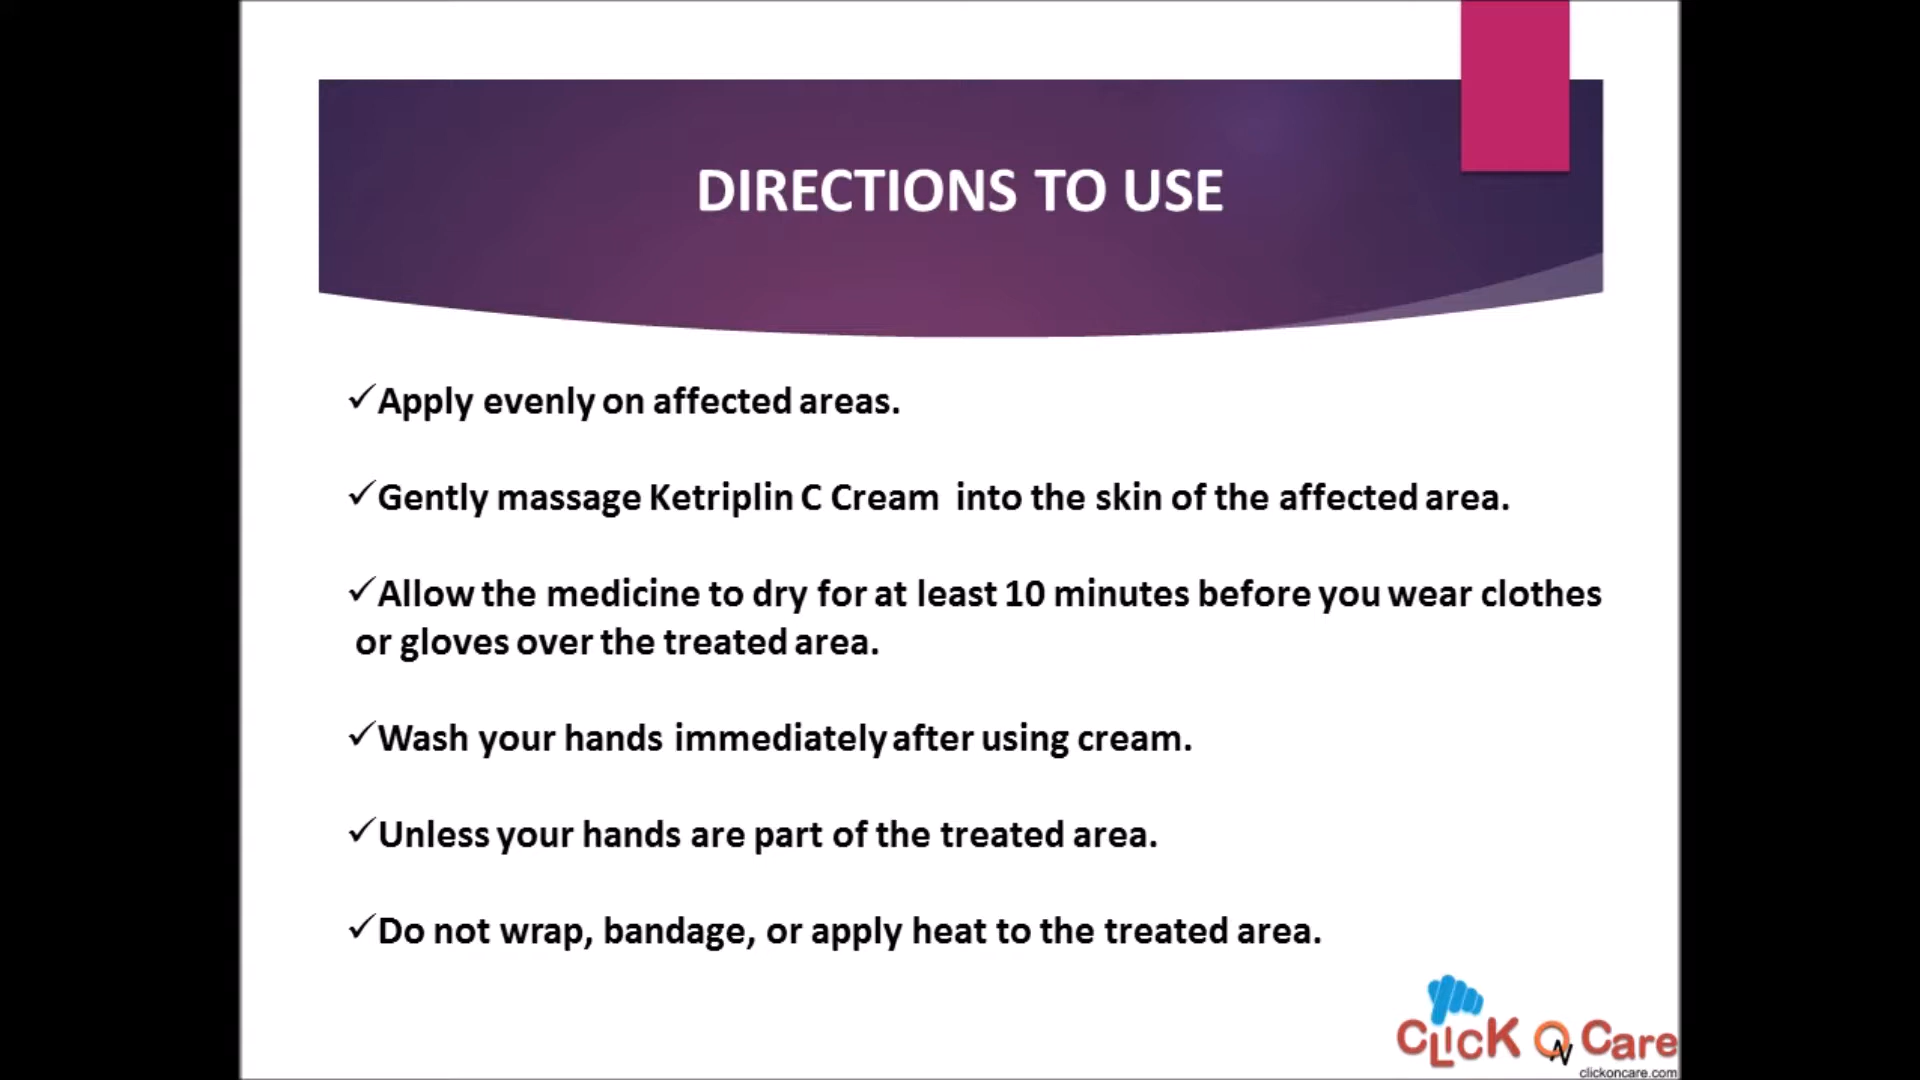 DIRECTIONS TO USE
✓Apply evenly on affected areas.
✓Gently massage Ketriplin C Cream into the skin of the affected area.
✓Allow the medicine to dry for at least 10 minutes before you wear clothes
or gloves over the treated area.
✓Wash your hands immediately after using cream.
✓Unless your hands are part of the treated area.
✓Do not wrap, bandage, or apply heat to the treated area.
CLICK ON Care
clickoncare.com